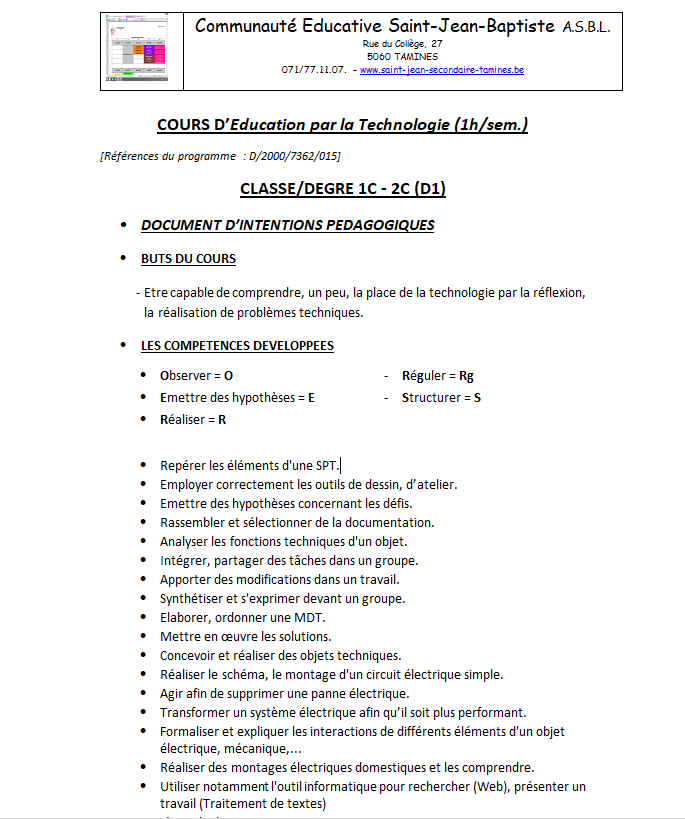 Communauté Educative Saint-Jean-Baptiste A.S.B.L.
Rue du Collège, 27
5060 TAMINES
071/77.11.07. – www.saint-jean-secondaire-tamines.be
COURS D’Education par la Technologie (1h/sem.)
[Références du programme : D/2000/7362/015]
CLASSE/DEGRE 1C - 2C (D1)
• DOCUMENT D’INTENTIONS PEDAGOGIQUES
• BUTS DU COURS
- Etre capable de comprendre, un peu, la place de la technologie par la réflexion,
la réalisation de problèmes techniques.
• LES COMPETENCES DEVELOPPEES
• Observer = O - Réguler = Rg
• Emettre des hypothèses = E - Structurer = S
• Réaliser = R
• Repérer les éléments d'une SPT.
• Employer correctement les outils de dessin, d’atelier.
• Emettre des hypothèses concernant les défis.
• Rassembler et sélectionner de la documentation.
• Analyser les fonctions techniques d'un objet.
• Intégrer, partager des tâches dans un groupe.
• Apporter des modifications dans un travail.
• Synthétiser et s'exprimer devant un groupe.
• Elaborer, ordonner une MDT.
• Mettre en œuvre les solutions.
• Concevoir et réaliser des objets techniques.
• Réaliser le schéma, le montage d'un circuit électrique simple.
• Agir afin de supprimer une panne électrique.
• Transformer un système électrique afin qu’il soit plus performant.
• Formaliser et expliquer les interactions de différents éléments d'un objet
électrique, mécanique,...
• Réaliser des montages électriques domestiques et les comprendre.
• Utiliser notamment l'outil informatique pour rechercher (Web), présenter un
travail (Traitement de textes)